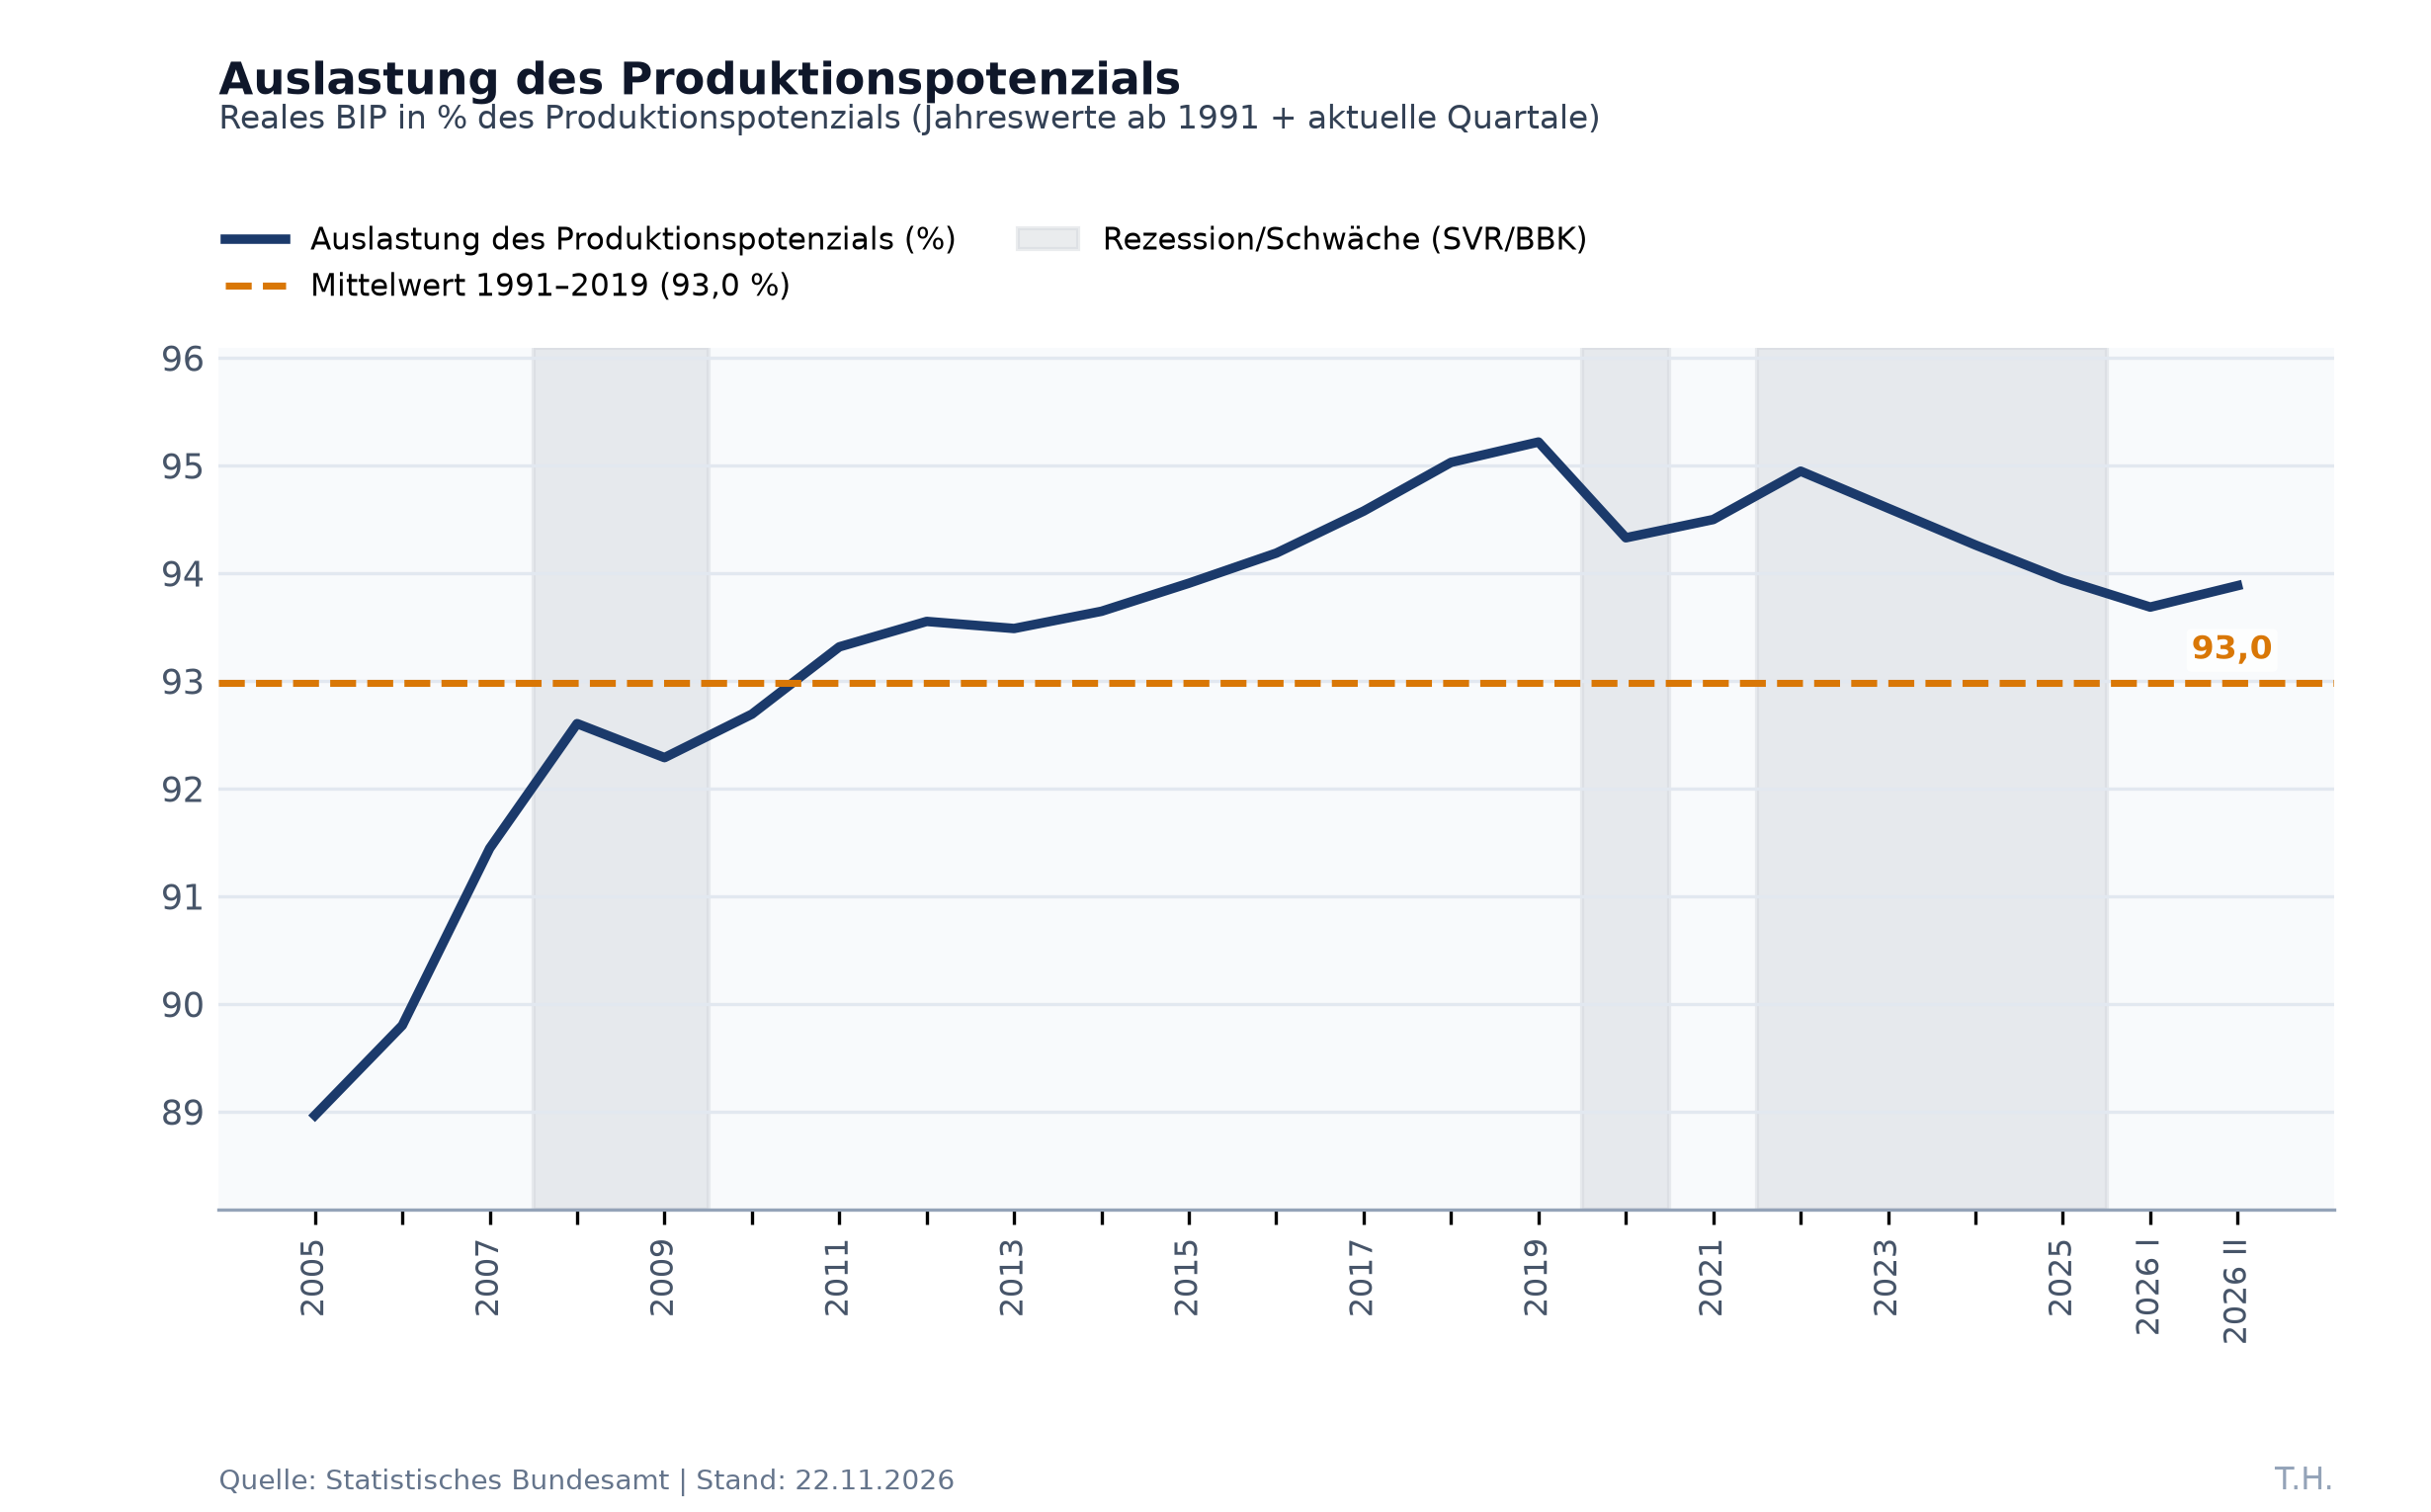 Auslastung des Produktionspotenzials
Reales BIP in % des Produktionspotenzials (Jahreswerte ab 1991 + aktuelle Quartale)
Auslastung des Produktionspotenzials (%)
Rezession/Schwäche (SVR/BBK)
Mittelwert 1991–2019 (93,0 %)
96
95
94
93
92
91
90
89
93,0
2005
2007
2009
2011
2013
2015
2017
2019
2021
2023
2025
2026 I
2026 II
Quelle: Statistisches Bundesamt | Stand: 22.11.2026
T.H.